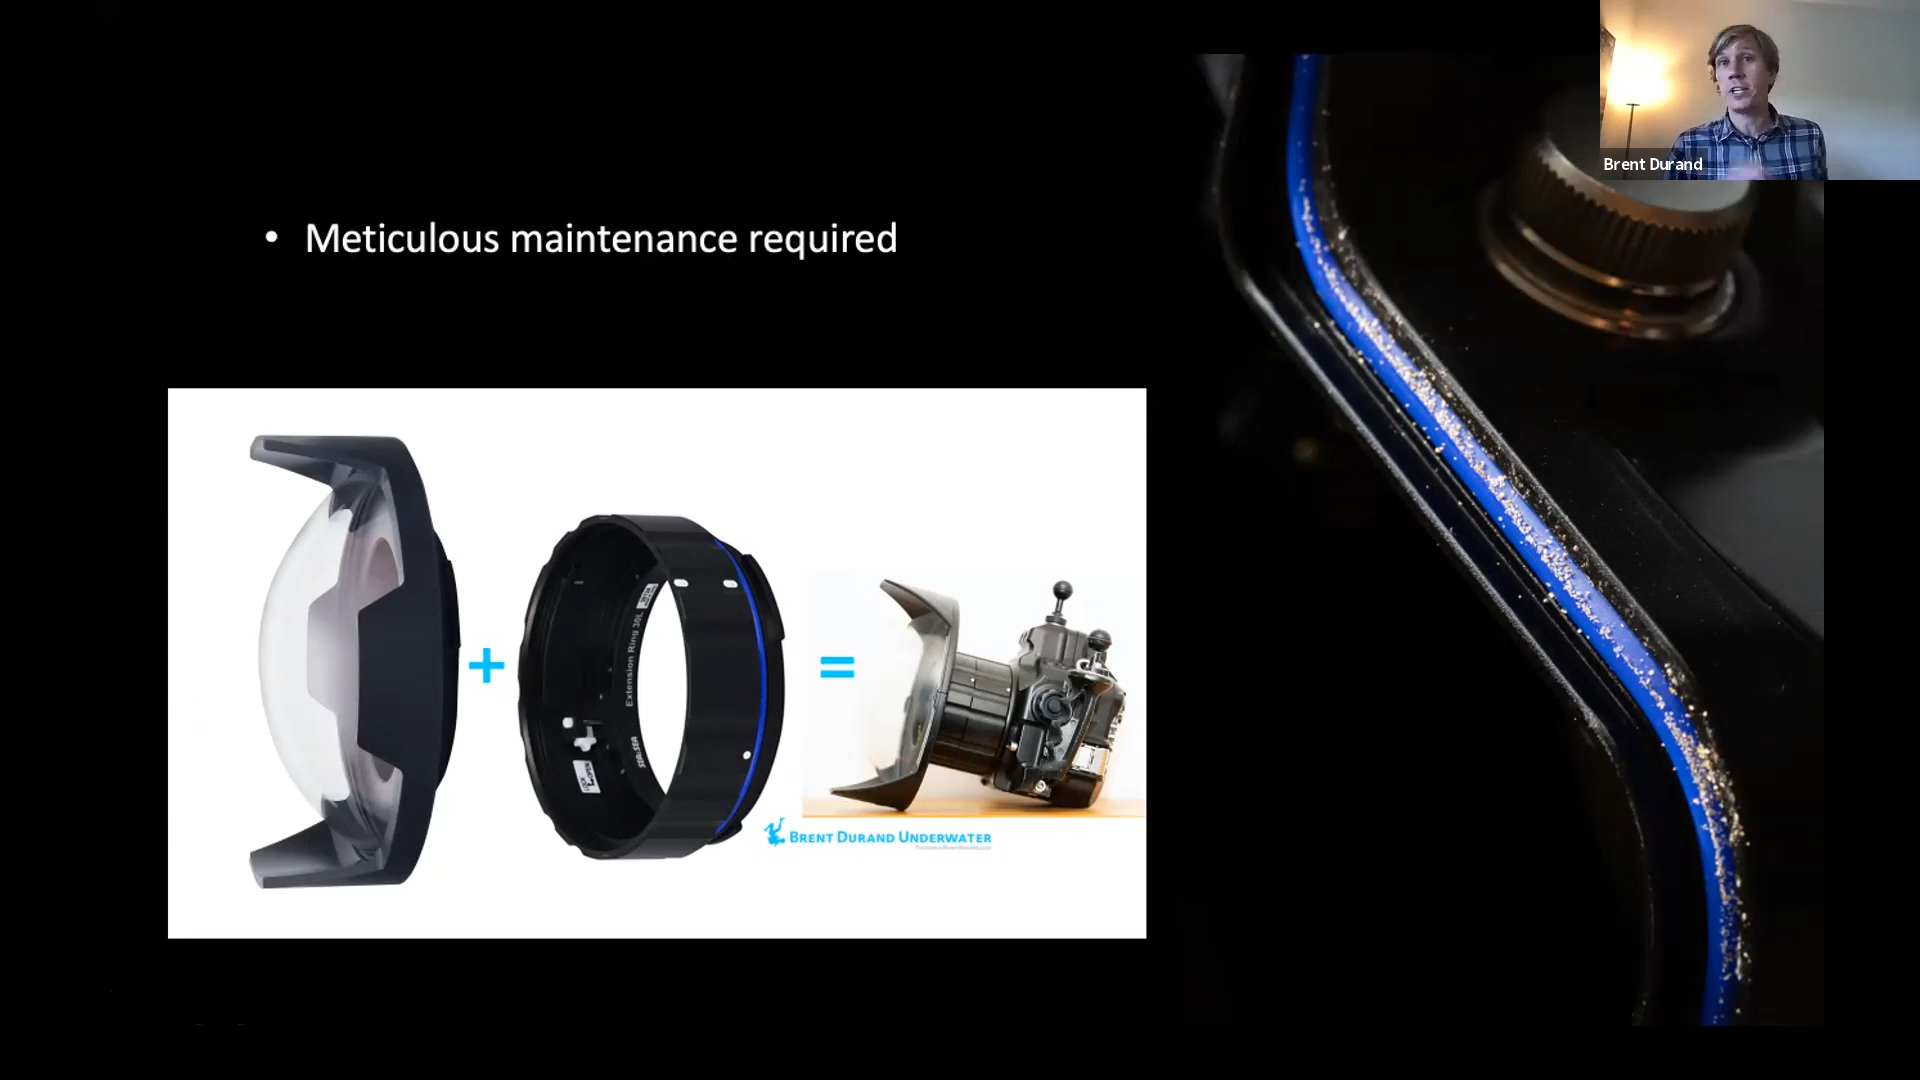 Brent Durand
• Meticulous maintenance required
Extension Ring 30L
SEA&SEA
BRENT DURAND UNDERWATER